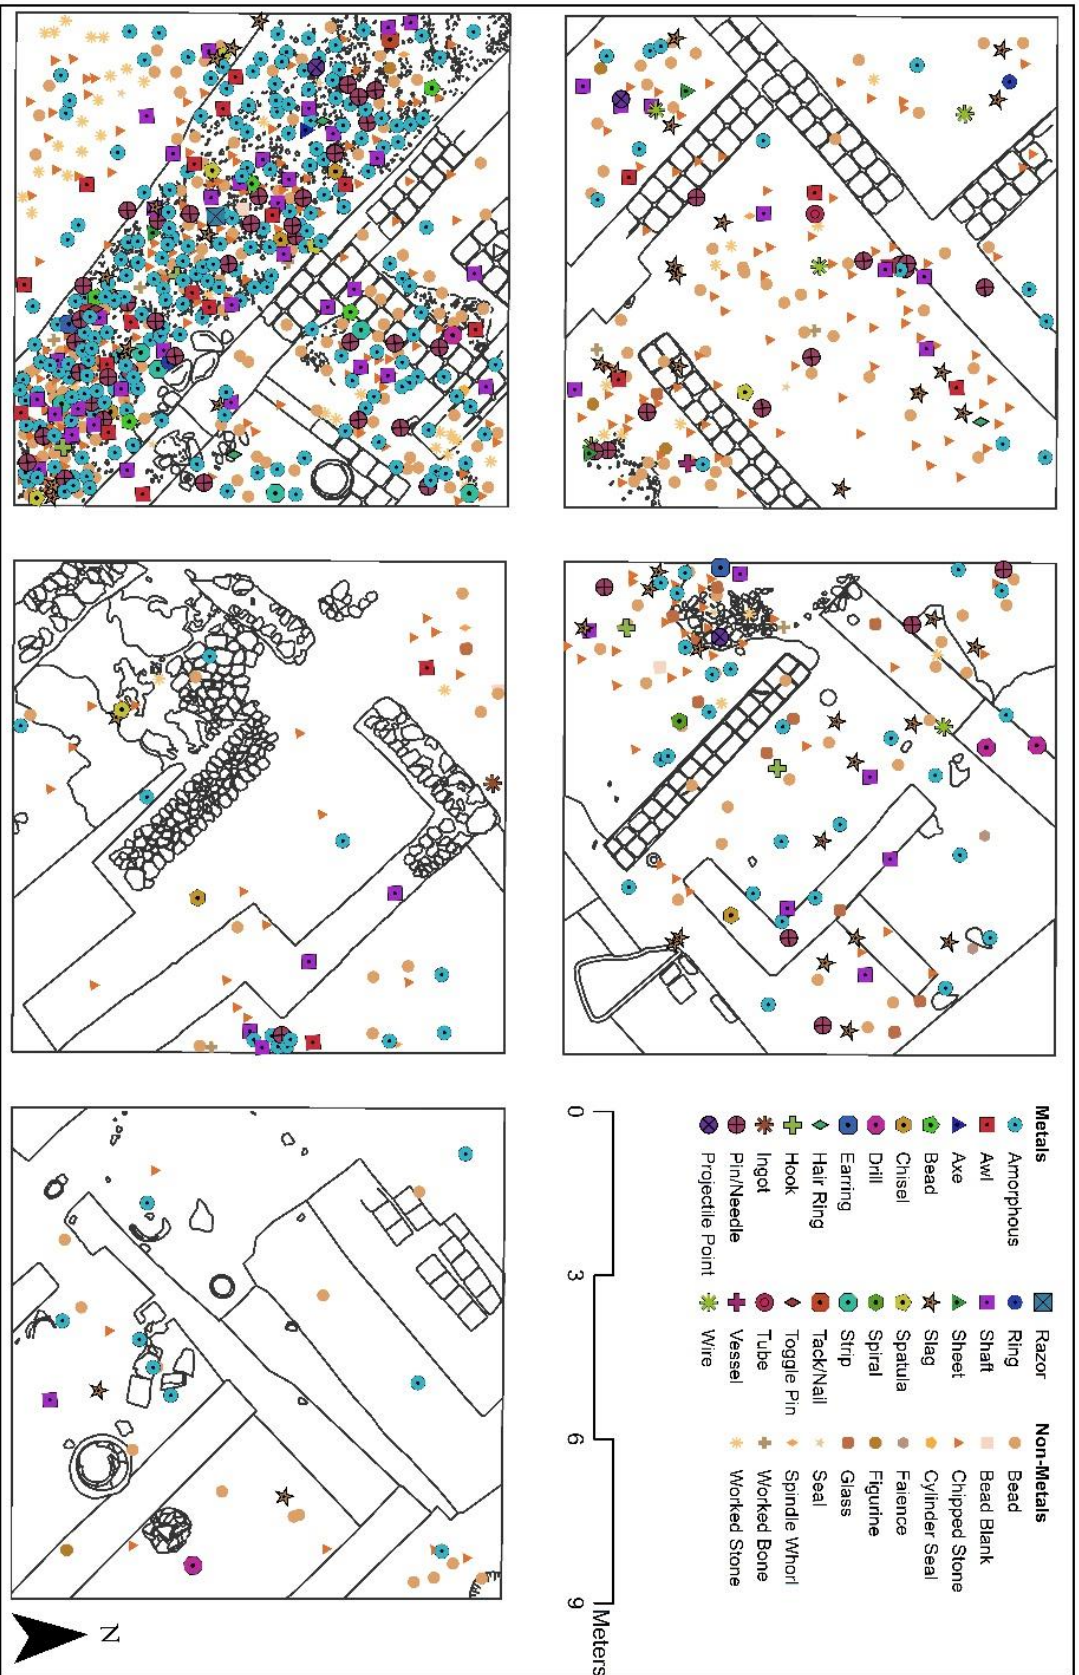 Metals
Amorphous
Awl
Axe
Bead
Chisel
Drill
Earring
Hair Ring
Hook
Ingot
Pin/Needle
Projectile Point
Razor
Ring
Shaft
Sheet
Slag
Spatula
Spiral
Strip
Tack/Nail
Toggle Pin
Tube
Vessel
Wire
Non-Metals
Bead
Bead Blank
Chipped Stone
Cylinder Seal
Faience
Figurine
Glass
Seal
Spindle Whorl
Worked Bone
Worked Stone
0 3 6 9
Meters
N